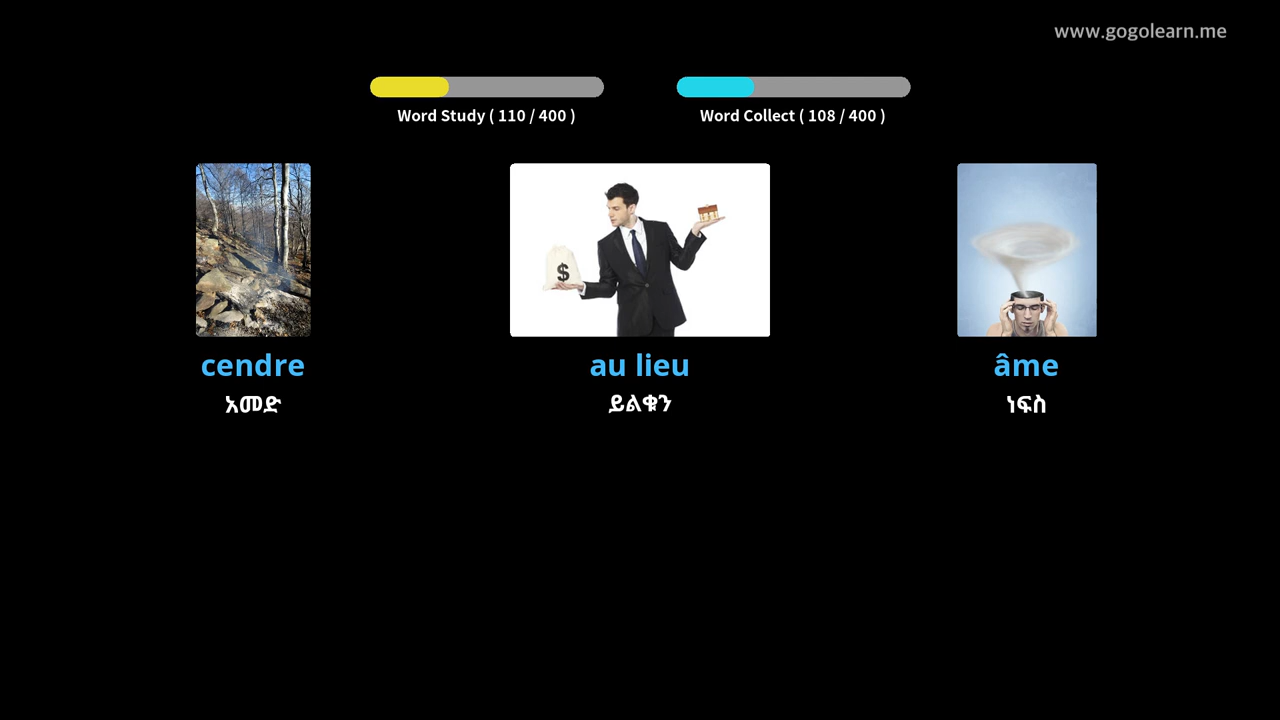 www.gogolearn.me
Word Study ( 110 / 400 )
Word Collect ( 108 / 400 )
$
cendre
au lieu
âme
አመድ
ይልቁን
ነፍስ